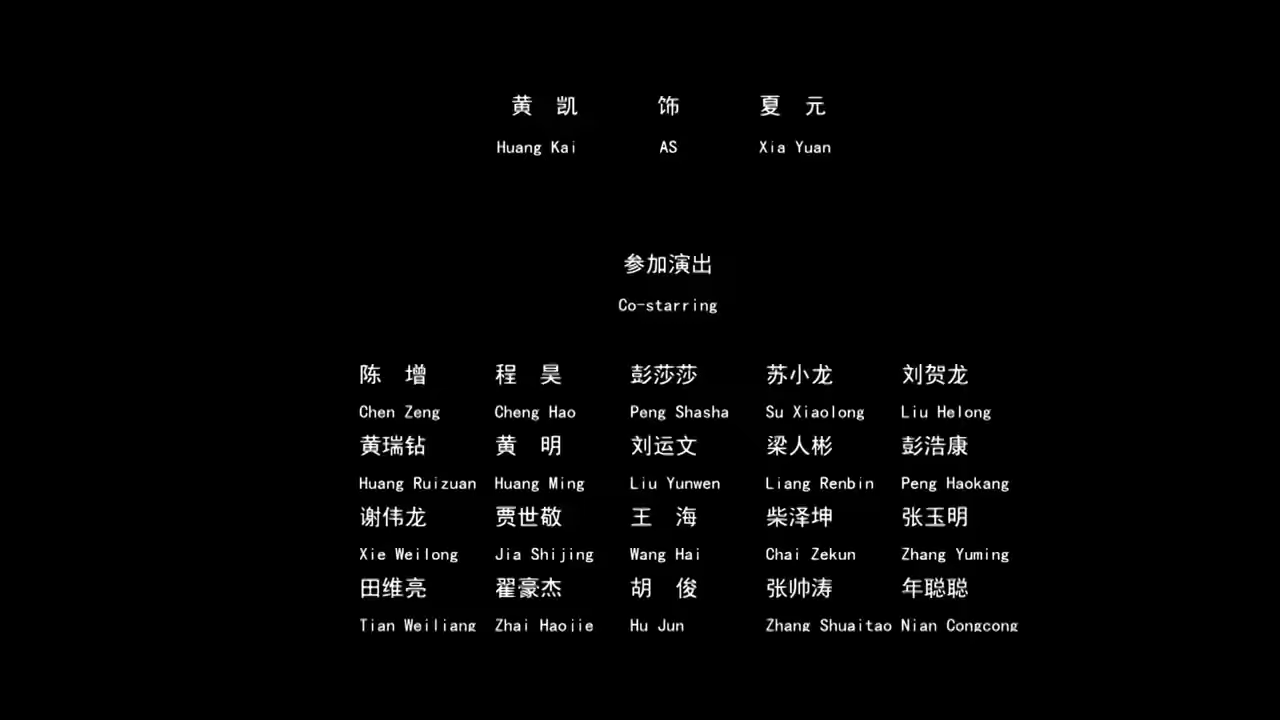 黄 凯 饰 夏 元
Huang Kai AS Xia Yuan
参加演出
Co-starring
陈 增 程 昊 彭莎莎 苏小龙 刘贺龙
Chen Zeng Cheng Hao Peng Shasha Su Xiaolong Liu Helong
黄瑞钻 黄 明 刘运文 梁人彬 彭浩康
Huang Ruizuan Huang Ming Liu Yunwen Liang Renbin Peng Haokang
谢伟龙 贾世敬 王 海 柴泽坤 张玉明
Xie Weilong Jia Shijing Wang Hai Chai Zekun Zhang Yuming
田维亮 翟豪杰 胡 俊 张帅涛 年聪聪
Tian Weiliang Zhai Haojie Hu Jun Zhang Shuaitao Nian Congcong